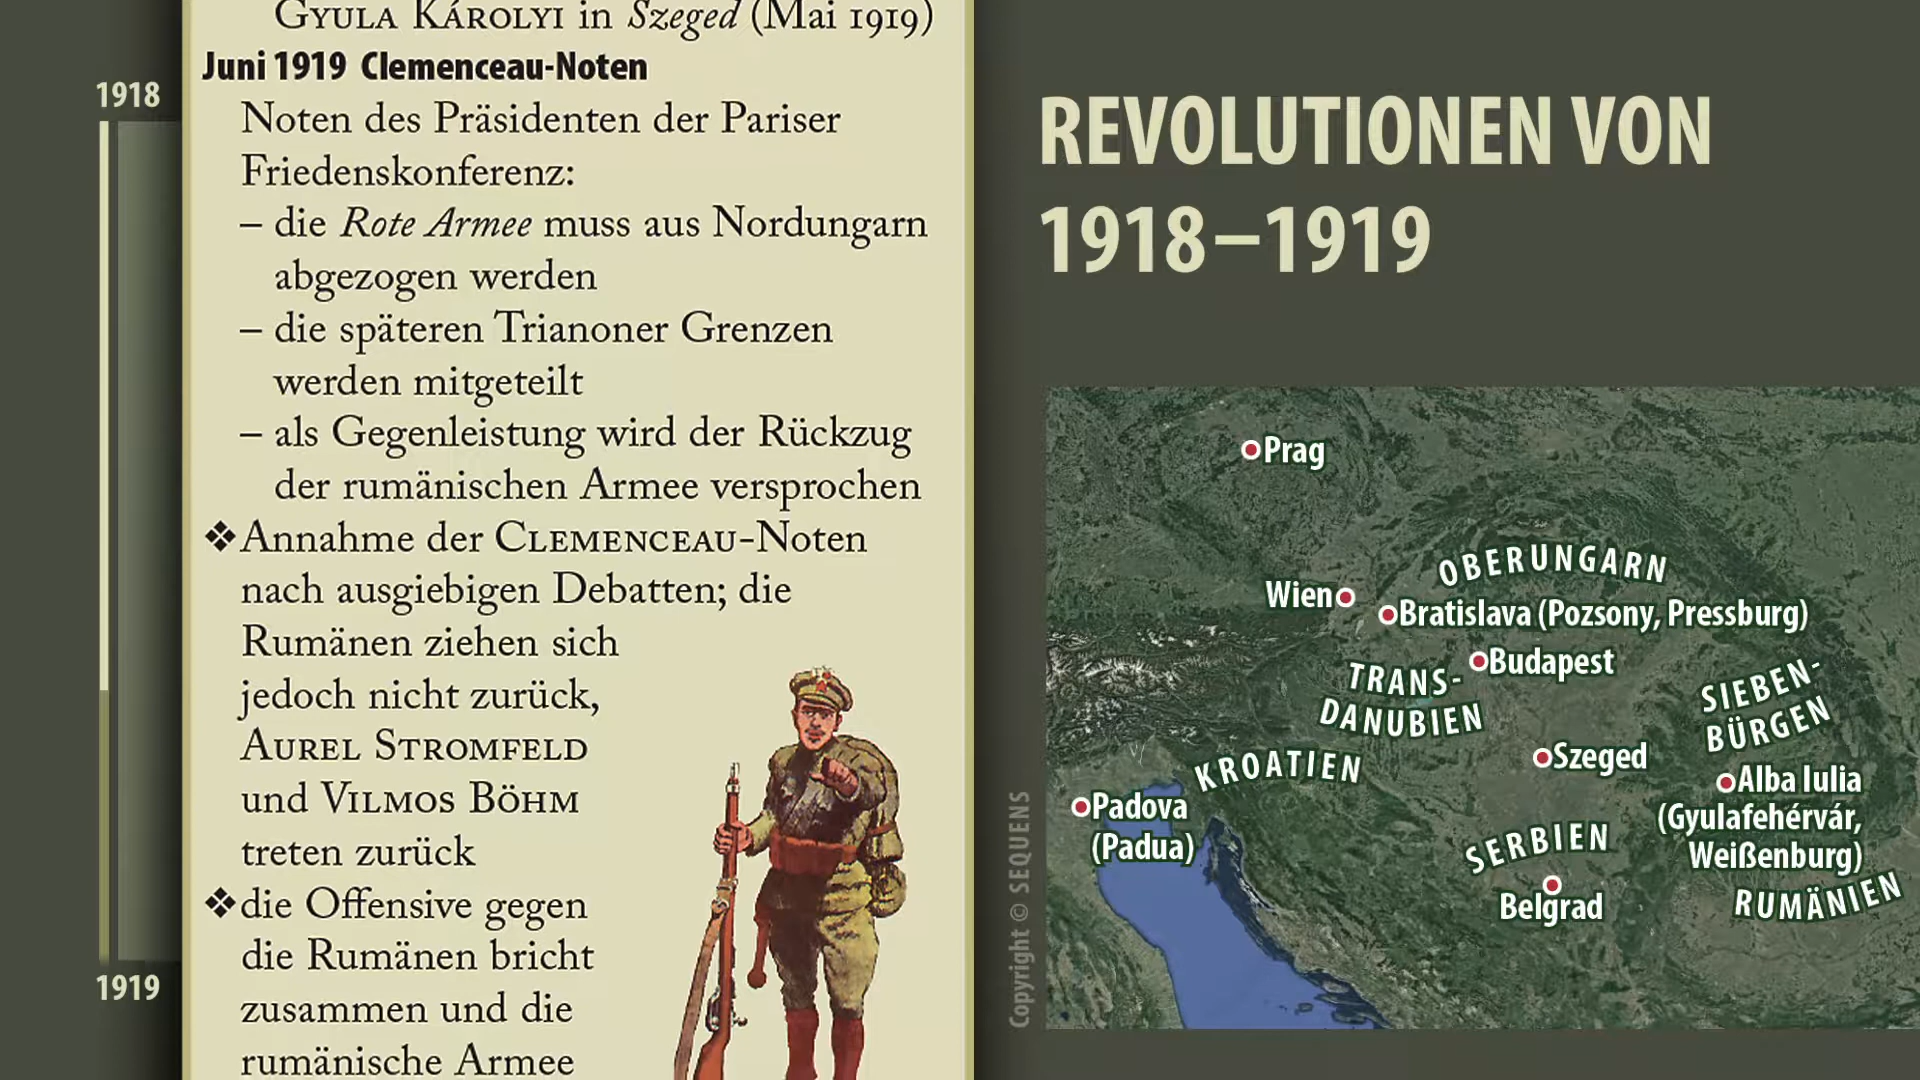 GYULA KÁROLYI in Szeged (Mai 1919)
Juni 1919 Clemenceau-Noten
Noten des Präsidenten der Pariser
Friedenskonferenz:
– die Rote Armee muss aus Nordungarn
abgezogen werden
– die späteren Trianoner Grenzen
werden mitgeteilt
– als Gegenleistung wird der Rückzug
der rumänischen Armee versprochen
❖ Annahme der CLEMENCEAU-Noten
nach ausgiebigen Debatten; die
Rumänen ziehen sich
jedoch nicht zurück,
AUREL STROMFELD
und VILMOS BÖHM
treten zurück
❖ die Offensive gegen
die Rumänen bricht
zusammen und die
rumänische Armee
1918
1919
REVOLUTIONEN VON
1918–1919
Prag
OBERUNGARN
Wien
Bratislava (Pozsony, Pressburg)
Budapest
TRANS-
DANUBIEN
SIEBEN-
BÜRGEN
Szeged
KROATIEN
Alba Iulia
(Gyulafehérvár,
Weißenburg)
Padova
(Padua)
SERBIEN
Belgrad
RUMÄNIEN
Copyright © SEQUENS